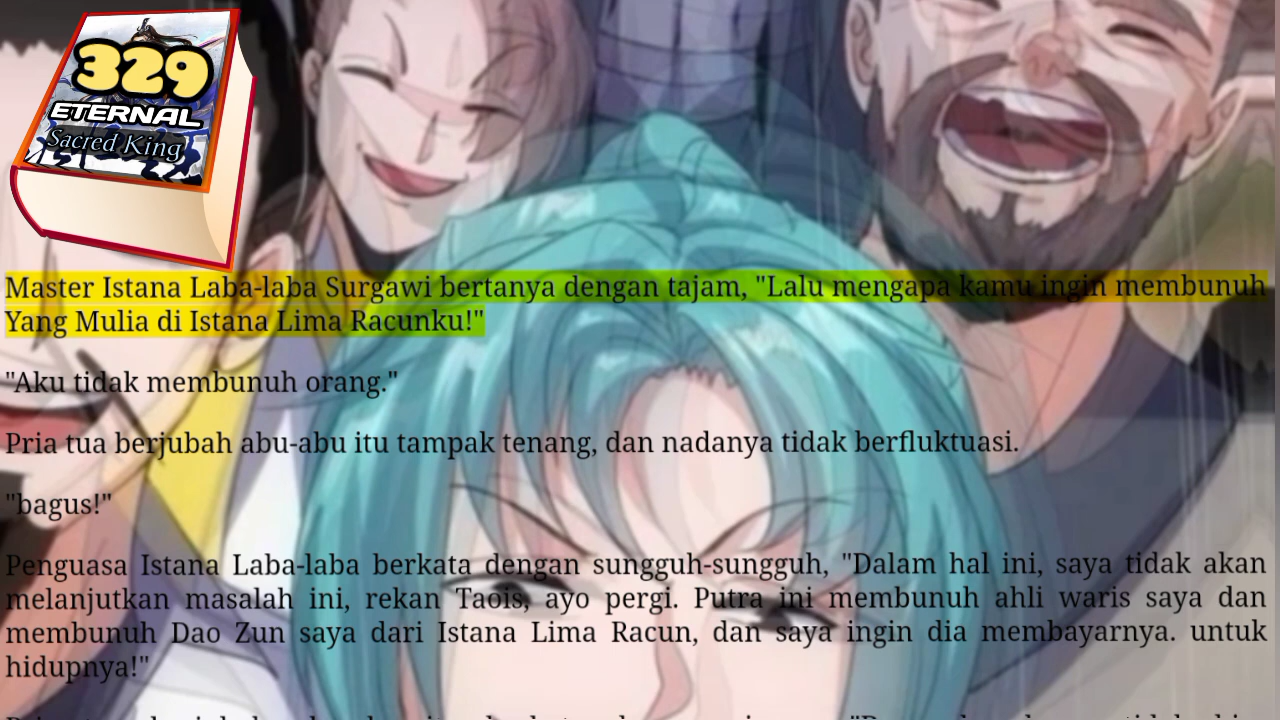 329
ETERNAL
Sacred King
Master Istana Laba-laba Surgawi bertanya dengan tajam, "Lalu mengapa kamu ingin membunuh
Yang Mulia di Istana Lima Racunku!"
"Aku tidak membunuh orang."
Pria tua berjubah abu-abu itu tampak tenang, dan nadanya tidak berfluktuasi.
"bagus!"
Penguasa Istana Laba-laba berkata dengan sungguh-sungguh, "Dalam hal ini, saya tidak akan
melanjutkan masalah ini, rekan Taois, ayo pergi. Putra ini membunuh ahli waris saya dan
membunuh Dao Zun saya dari Istana Lima Racun, dan saya ingin dia membayarnya. untuk
hidupnya!"